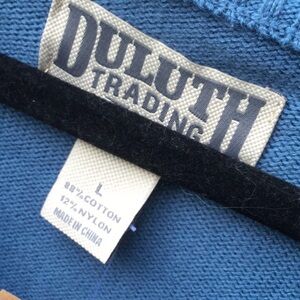 DULUTH
TRADING
L
88% COTTON
12% NYLON
MADE IN CHINA